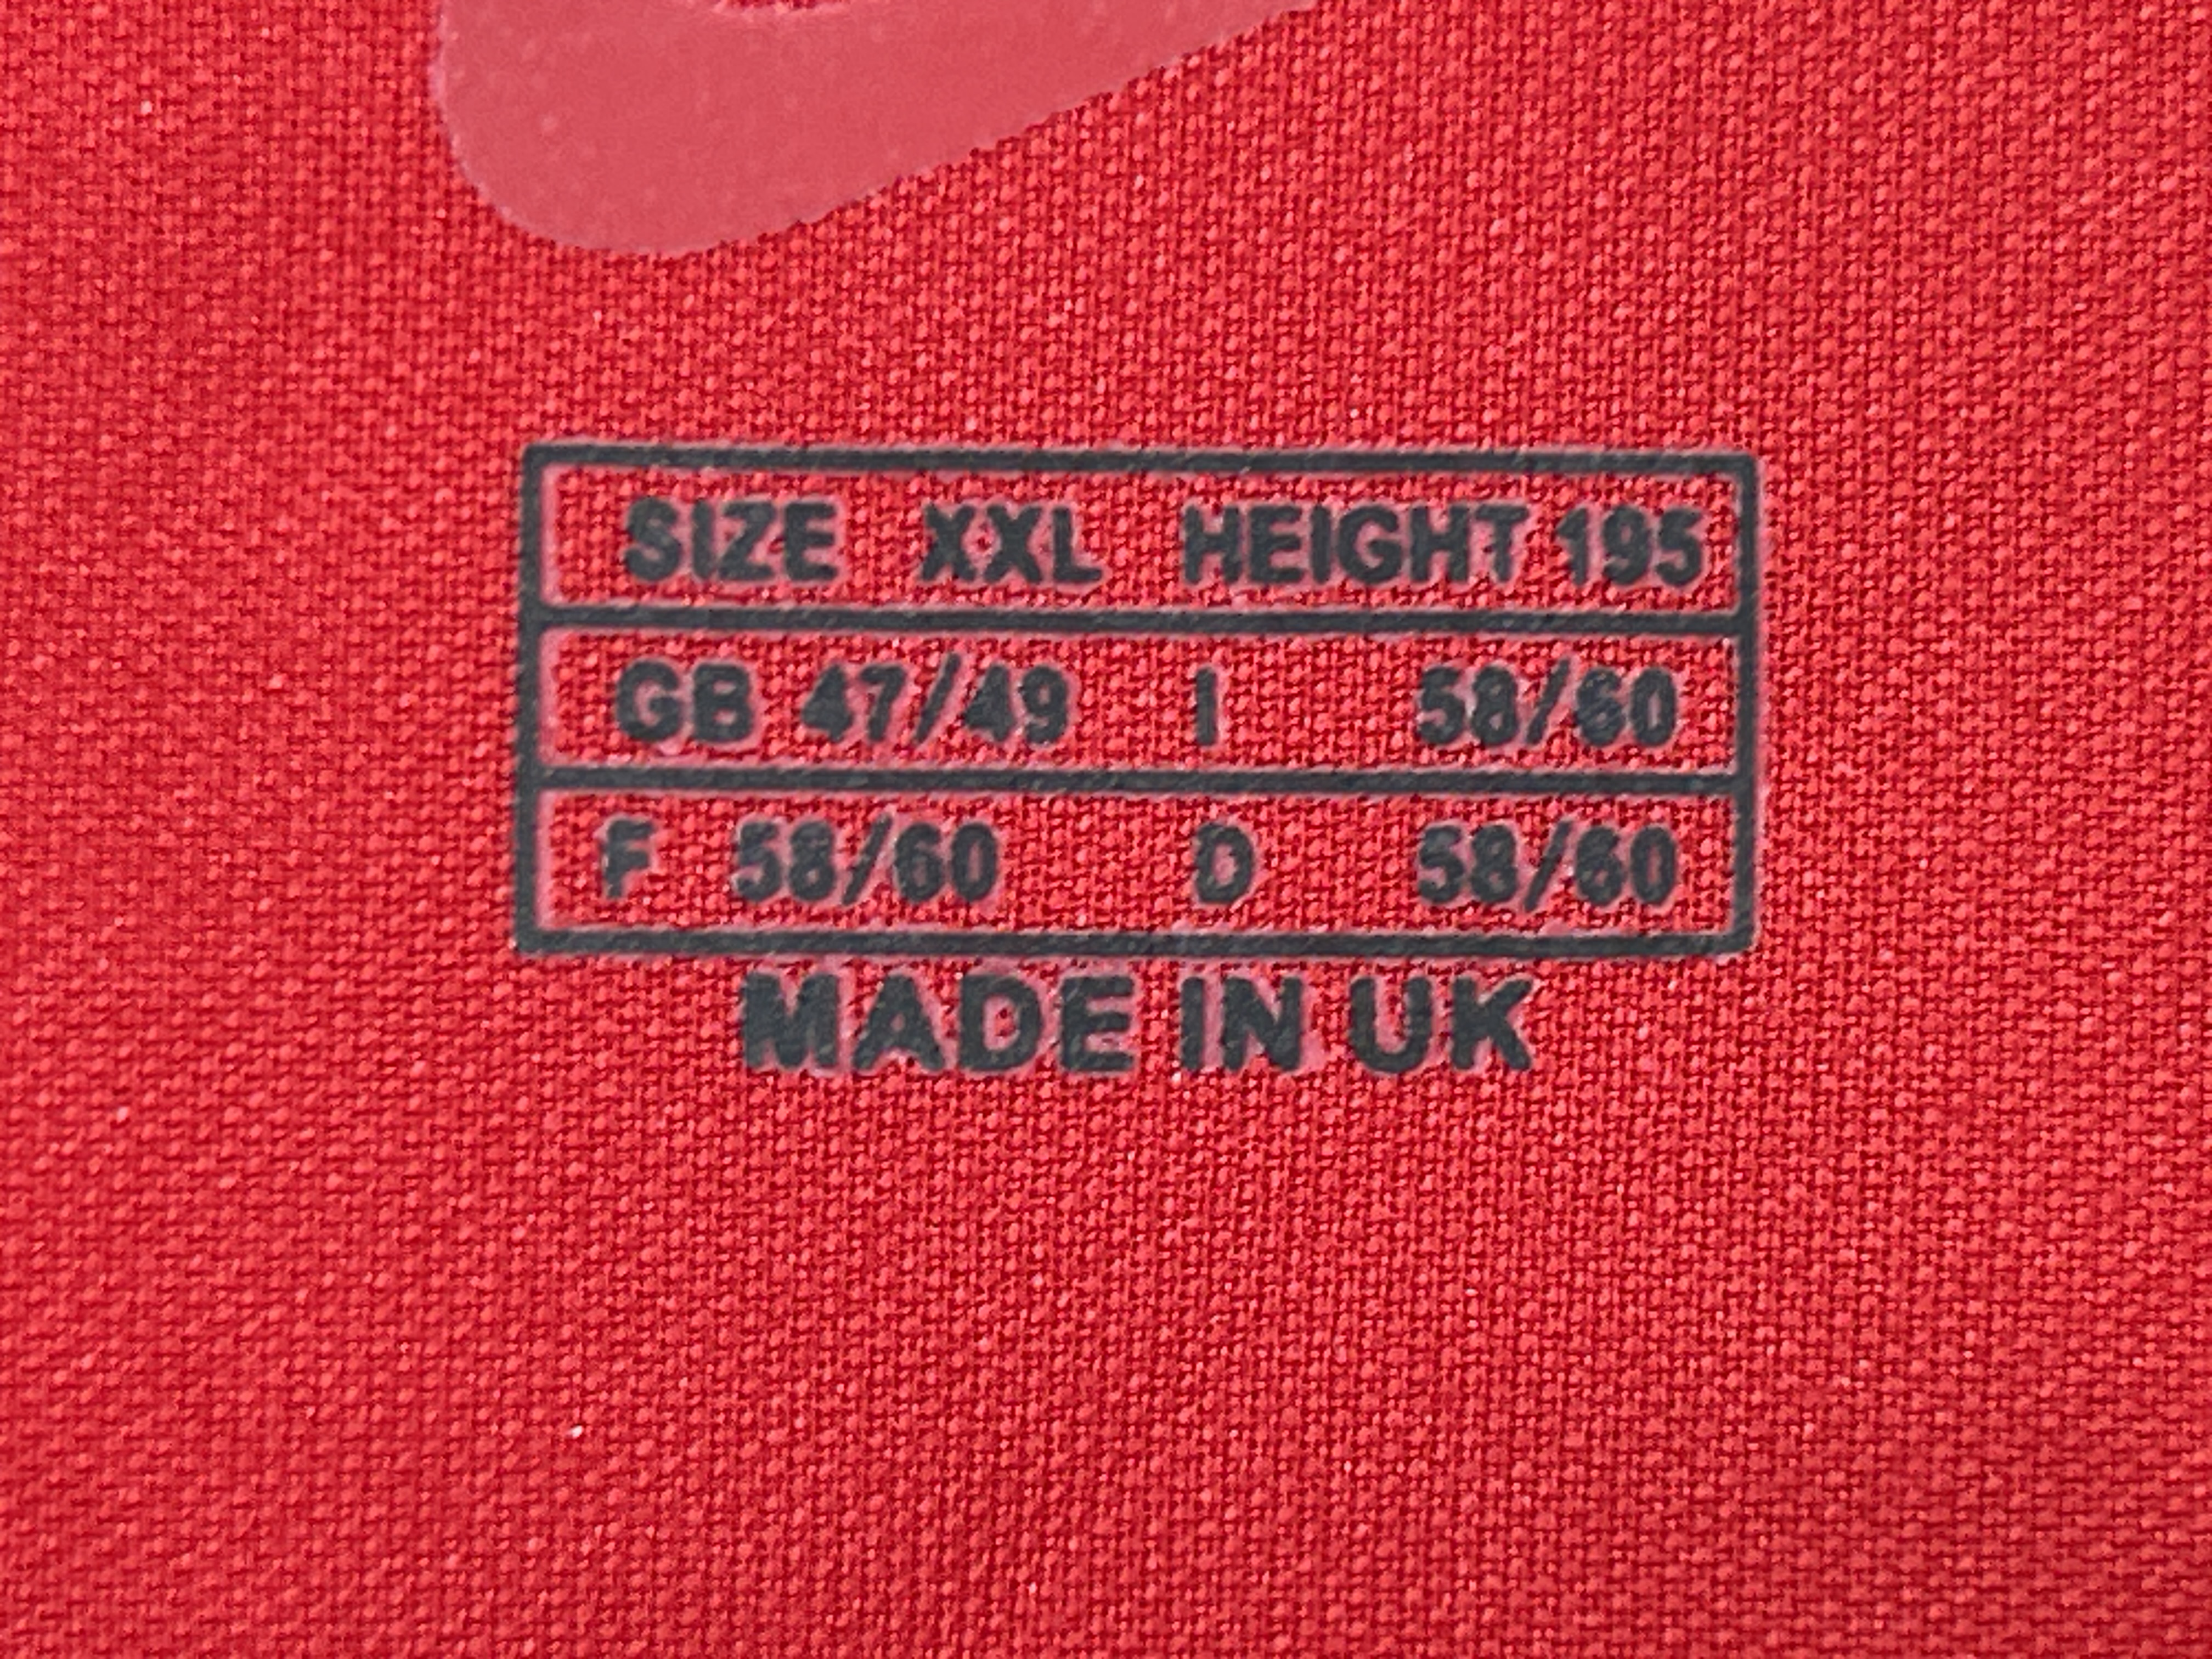 SIZE XXL HEIGHT 195
GB 47/49 I 58/60
F 58/60 D 58/60
MADE IN UK